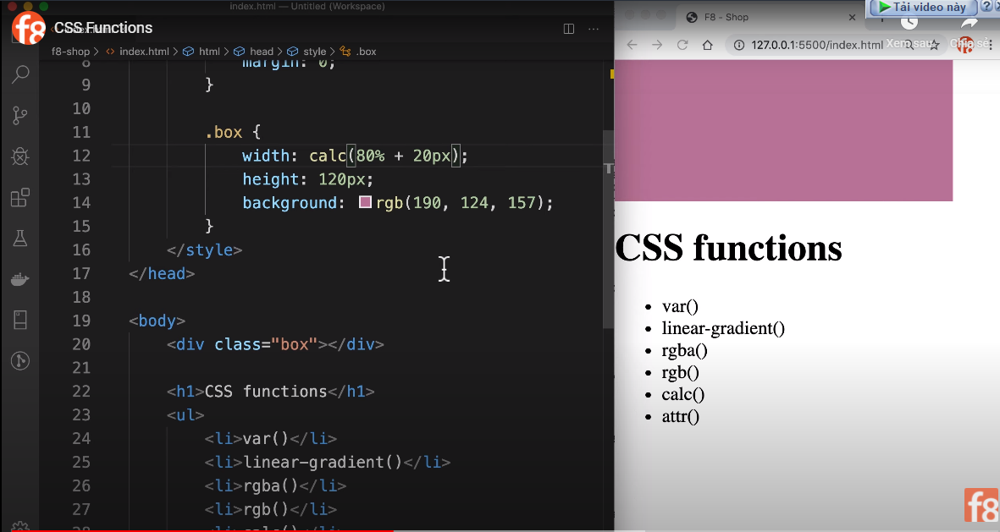 index.html — Untitled (Workspace)
f8 CSS Functions
f8-shop > <> index.html > html > head > style > .box
8 margin: 0;
9 }
10
11 .box {
12 width: calc(80% + 20px);
13 height: 120px;
14 background: rgb(190, 124, 157);
15 }
16 </style>
17 </head>
18
19 <body>
20 <div class="box"></div>
21
22 <h1>CSS functions</h1>
23 <ul>
24 <li>var()</li>
25 <li>linear-gradient()</li>
26 <li>rgba()</li>
27 <li>rgb()</li>
28 <li>calc()</li>
F8 - Shop
Tải video này
127.0.0.1:5500/index.html
Xem sau
Chia sẻ
CSS functions
• var()
• linear-gradient()
• rgba()
• rgb()
• calc()
• attr()
f8